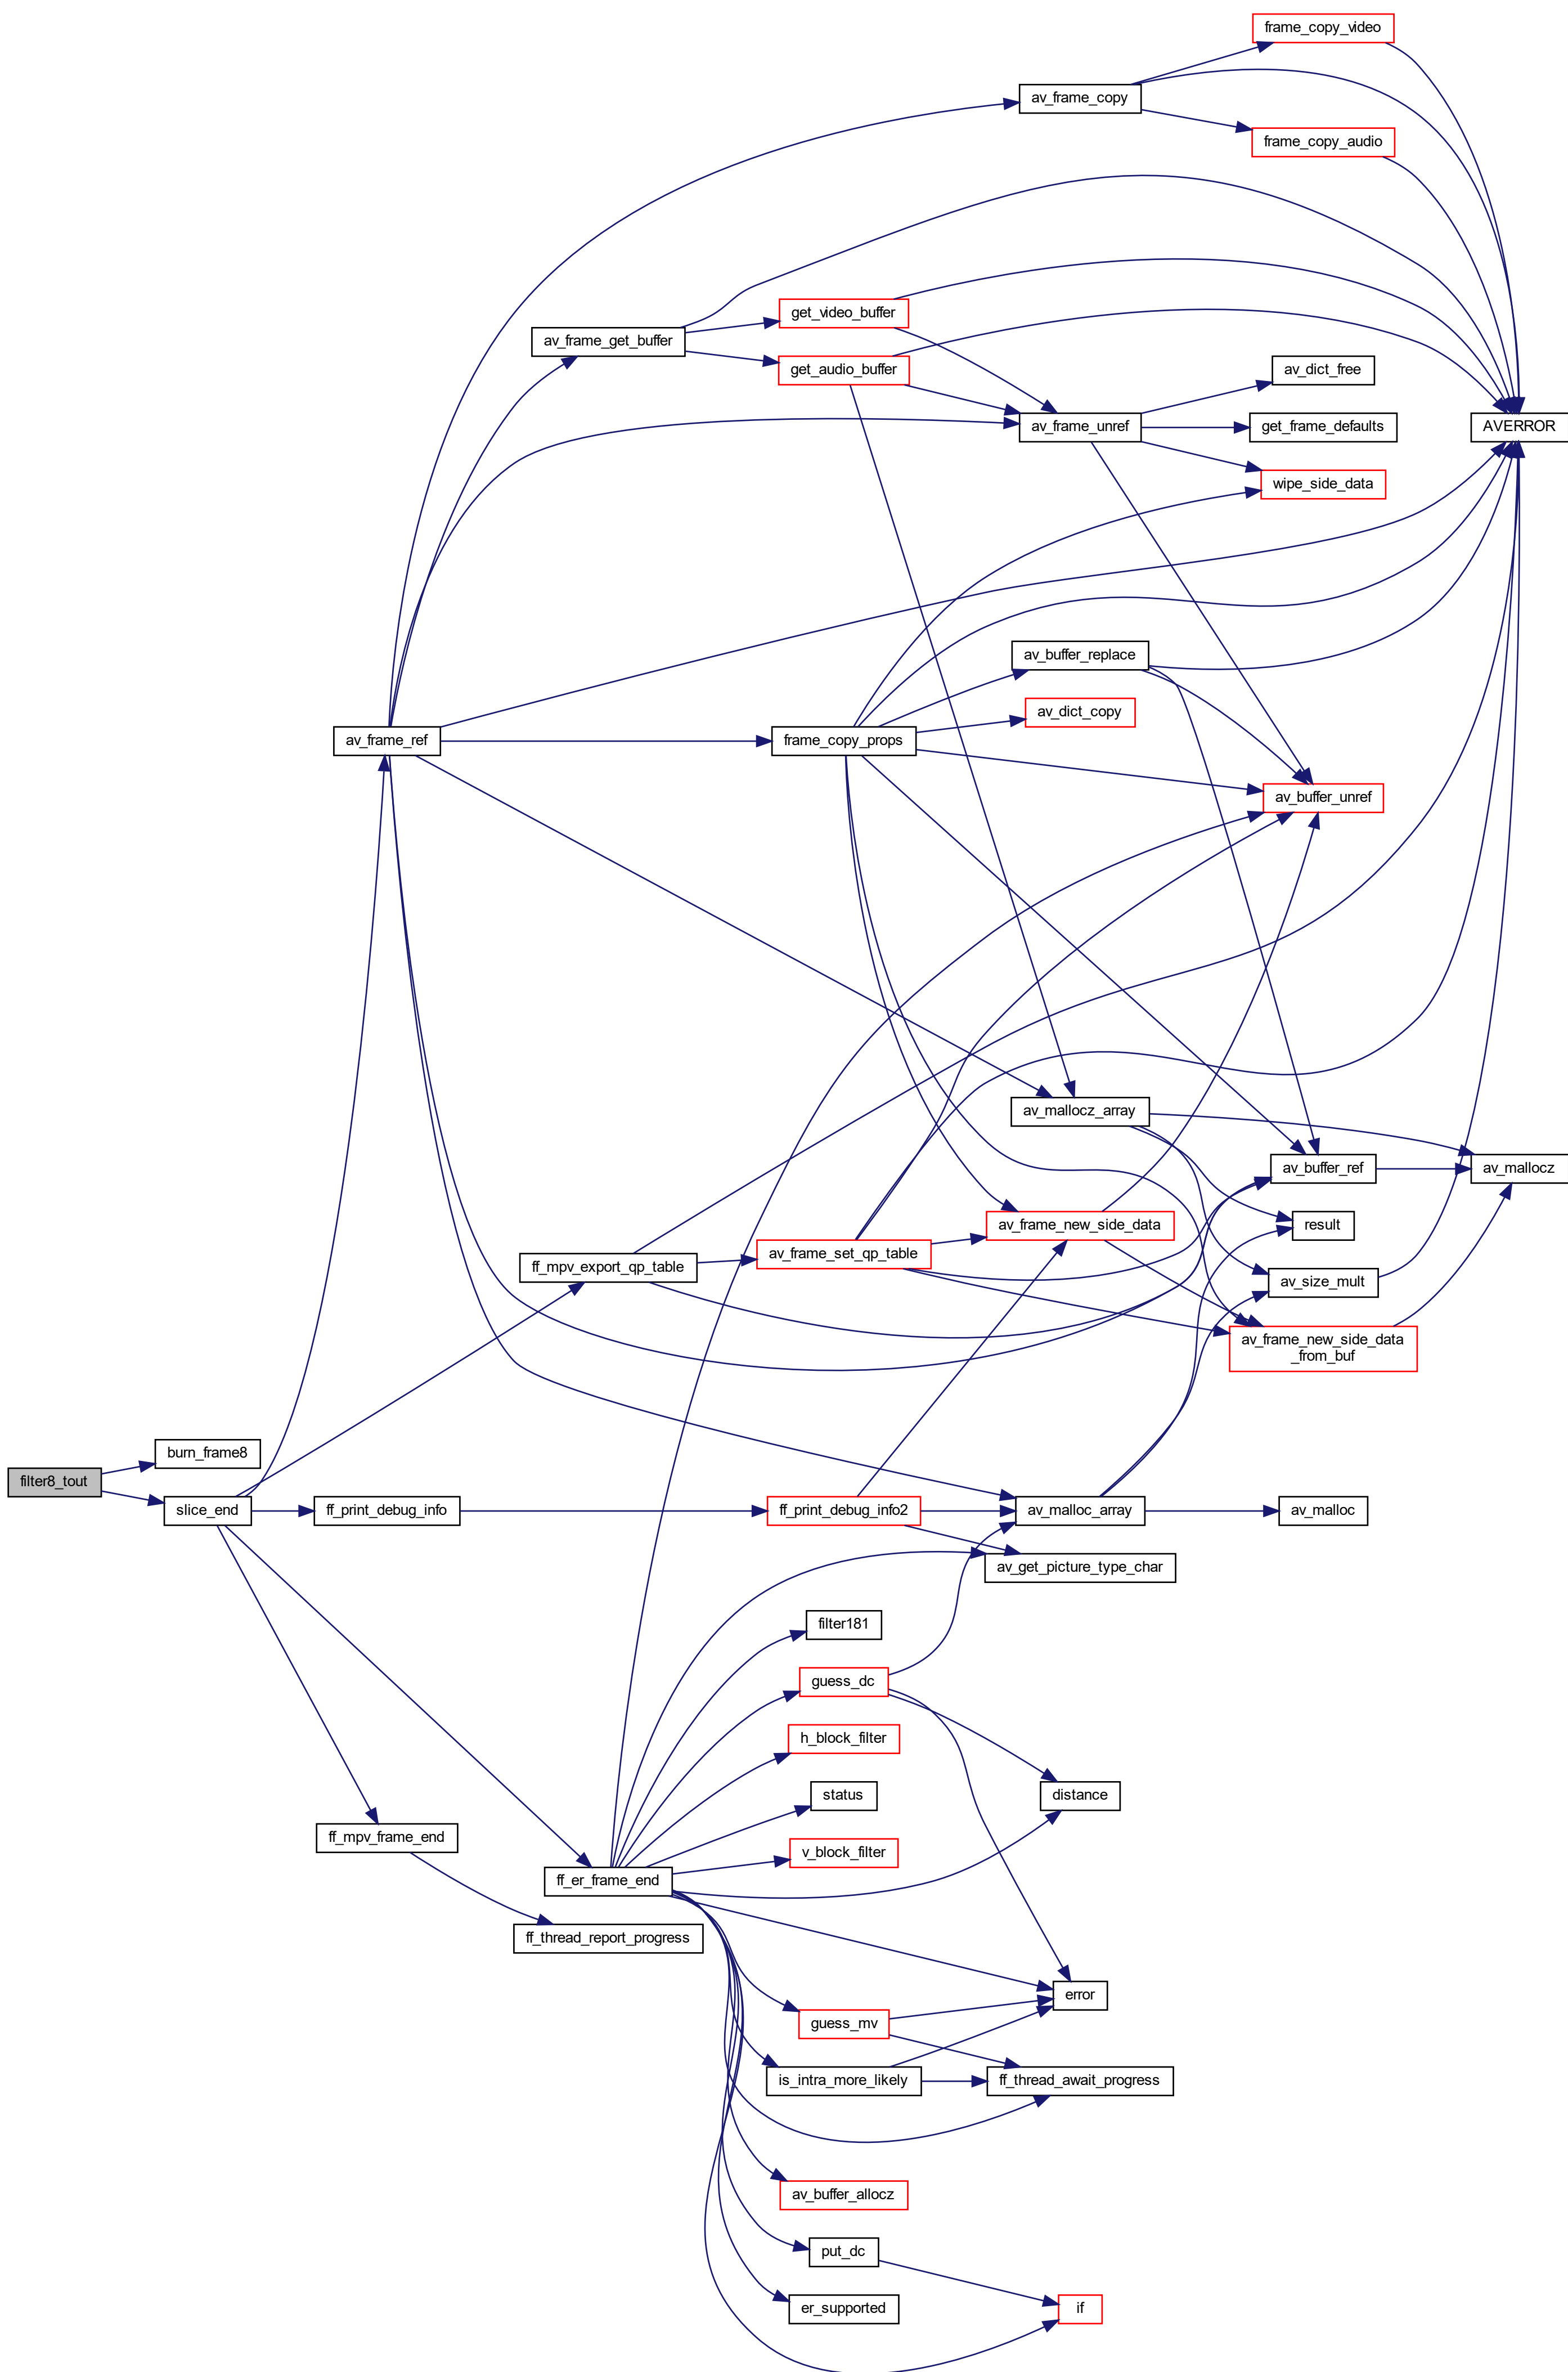 frame_copy_video
av_frame_copy
frame_copy_audio
get_video_buffer
av_frame_get_buffer
get_audio_buffer
av_dict_free
av_frame_unref
get_frame_defaults
AVERROR
wipe_side_data
av_buffer_replace
av_dict_copy
av_frame_ref
frame_copy_props
av_buffer_unref
av_mallocz_array
av_buffer_ref
av_mallocz
av_frame_new_side_data
result
av_frame_set_qp_table
ff_mpv_export_qp_table
av_size_mult
av_frame_new_side_data
_from_buf
burn_frame8
filter8_tout
slice_end
ff_print_debug_info
ff_print_debug_info2
av_malloc_array
av_malloc
av_get_picture_type_char
filter181
guess_dc
h_block_filter
status
distance
ff_mpv_frame_end
v_block_filter
ff_er_frame_end
ff_thread_report_progress
error
guess_mv
is_intra_more_likely
ff_thread_await_progress
av_buffer_allocz
put_dc
er_supported
if